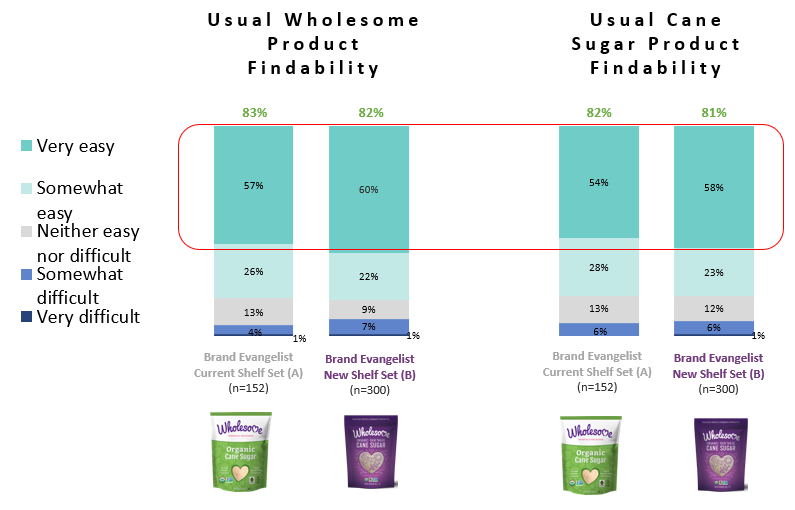 Usual Wholesome
Product
Findability
Usual Cane
Sugar Product
Findability
83%
82%
82%
81%
Very easy
Somewhat
easy
Neither easy
nor difficult
Somewhat
difficult
Very difficult
57%
60%
54%
58%
26%
22%
28%
23%
13%
9%
13%
12%
4%
7%
6%
6%
1%
1%
1%
Brand Evangelist
Current Shelf Set (A)
(n=152)
Brand Evangelist
New Shelf Set (B)
(n=300)
Brand Evangelist
Current Shelf Set (A)
(n=152)
Brand Evangelist
New Shelf Set (B)
(n=300)
Wholesome
Organic
Cane Sugar
Wholesome
CANE SUGAR
Wholesome
Organic
Cane Sugar
Wholesome
CANE SUGAR